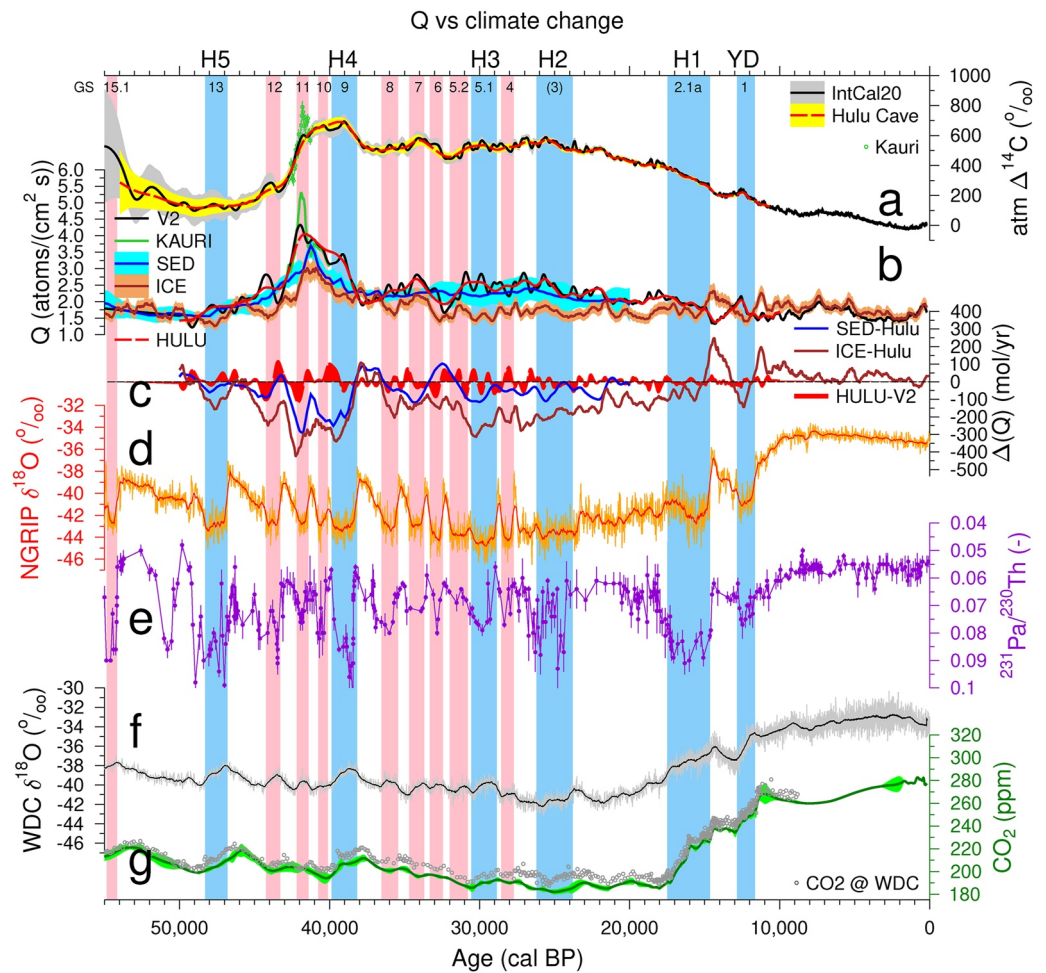 Q vs climate change
H5 H4 H3 H2 H1 YD
GS 15.1 13 12 11 10 9 8 7 6 5.2 5.1 4 (3) 2.1a 1
1000
800
600
400
200
0
atm Δ ¹⁴C (⁰/₀₀)
IntCal20
Hulu Cave
Kauri
a
6.0
5.0
4.5
4.0
3.5
3.0
2.5
2.0
1.5
1.0
Q (atoms/(cm² s))
V2
KAURI
SED
ICE
HULU
b
400
300
200
100
0
-100
-200
-300
-400
-500
Δ(Q) (mol/yr)
SED-Hulu
ICE-Hulu
HULU-V2
c
-32
-34
-36
-38
-40
-42
-44
-46
NGRIP δ¹⁸O (⁰/₀₀)
d
0.04
0.05
0.06
0.07
0.08
0.09
0.1
²³¹Pa/²³⁰Th (-)
e
-30
-34
-36
-38
-40
-42
-44
-46
WDC δ¹⁸O (⁰/₀₀)
f
320
300
280
260
240
220
200
180
CO₂ (ppm)
g
CO2 @ WDC
50,000 40,000 30,000 20,000 10,000 0
Age (cal BP)